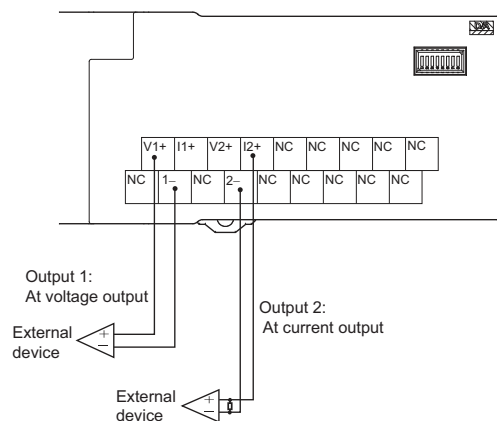 D/A
V1+ I1+ V2+ I2+ NC NC NC NC NC
NC 1– NC 2– NC NC NC NC NC
Output 1:
At voltage output
Output 2:
At current output
External
device
+
–
External
device
+
–